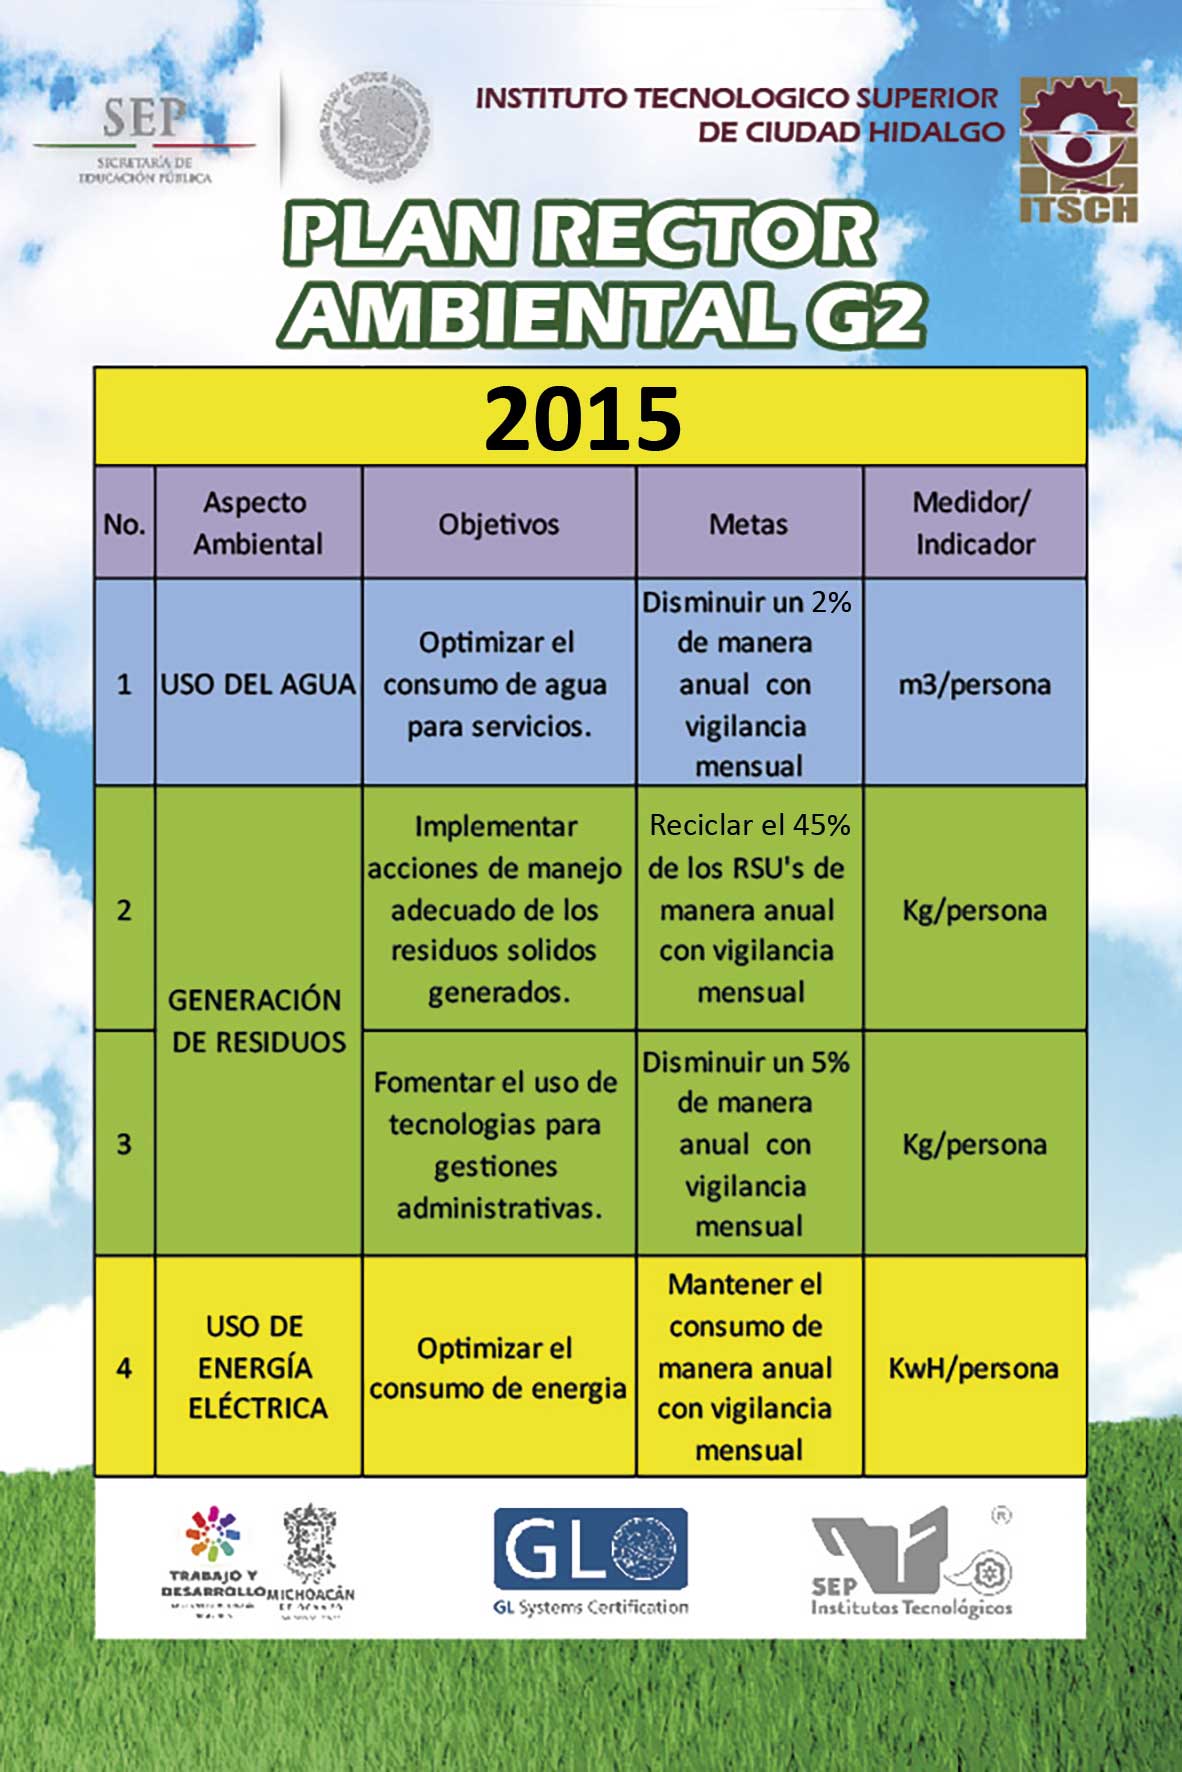 SEP
SECRETARÍA DE
EDUCACIÓN PÚBLICA
INSTITUTO TECNOLOGICO SUPERIOR
DE CIUDAD HIDALGO
ITSCH
PLAN RECTOR
AMBIENTAL G2
2015
No.
Aspecto
Ambiental
Objetivos
Metas
Medidor/
Indicador
1
USO DEL AGUA
Optimizar el
consumo de agua
para servicios.
Disminuir un 2%
de manera
anual con
vigilancia
mensual
m3/persona
2
GENERACIÓN
DE RESIDUOS
Implementar
acciones de manejo
adecuado de los
residuos solidos
generados.
Reciclar el 45%
de los RSU's de
manera anual
con vigilancia
mensual
Kg/persona
3
Fomentar el uso de
tecnologias para
gestiones
administrativas.
Disminuir un 5%
de manera
anual con
vigilancia
mensual
Kg/persona
4
USO DE
ENERGÍA
ELÉCTRICA
Optimizar el
consumo de energia
Mantener el
consumo de
manera anual
con vigilancia
mensual
KwH/persona
TRABAJO Y
DESARROLLO
MICHOACÁN
GL
GL Systems Certification
®
SEP
Institutos Tecnológicos